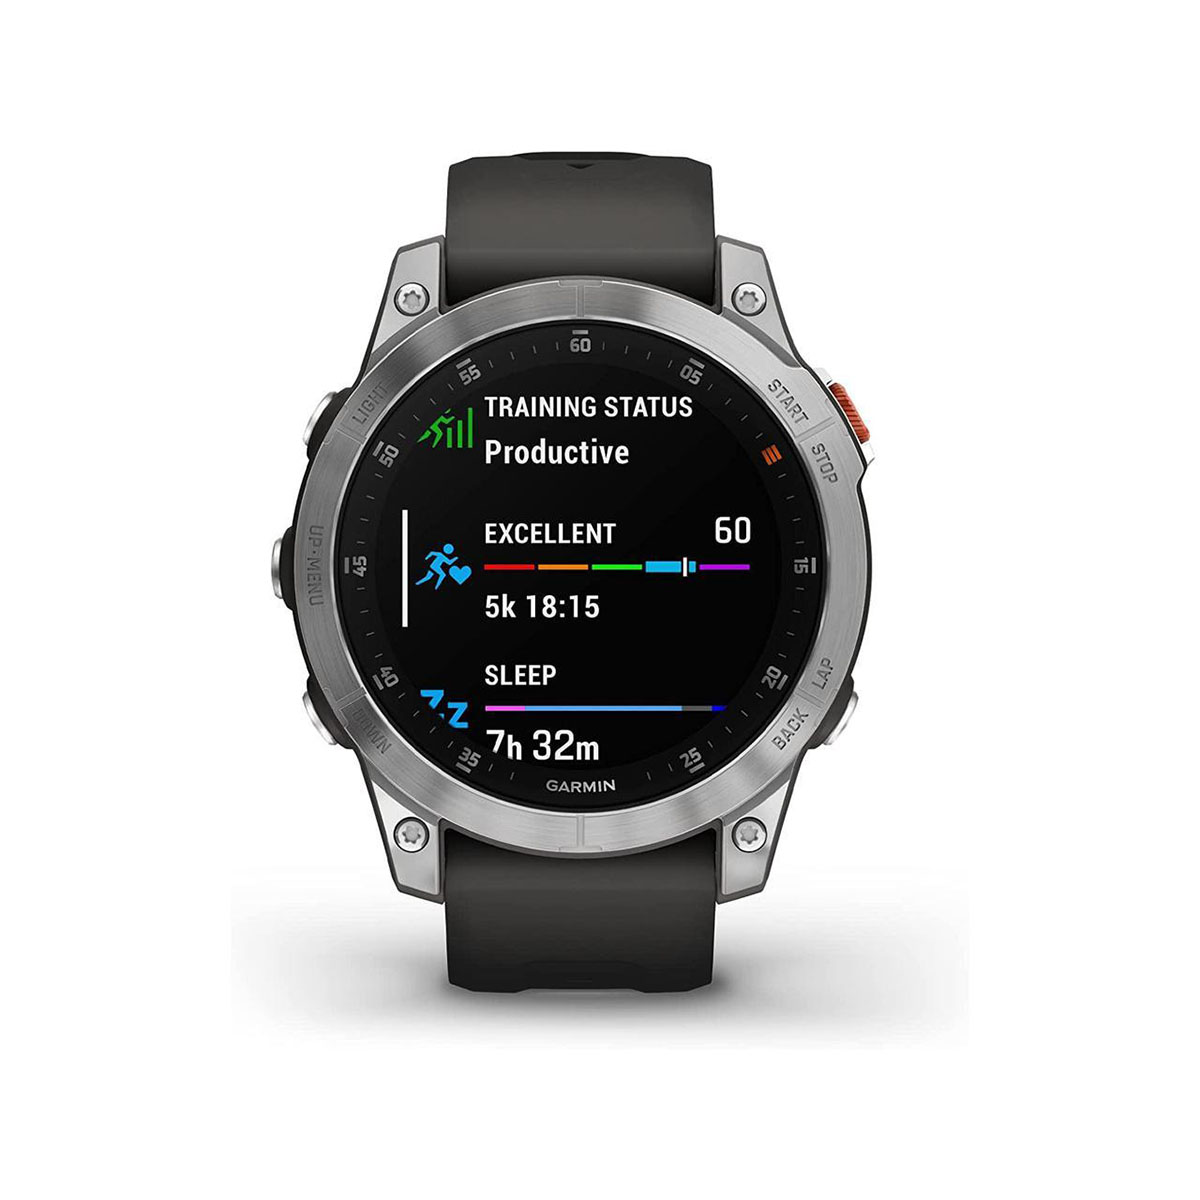 60
55
05
LIGHT
START
STOP
TRAINING STATUS
Productive
50
UP·MENU
EXCELLENT 60
45
15
5k 18:15
SLEEP
40
20
LAP
DOWN
BACK
7h 32m
35
25
GARMIN